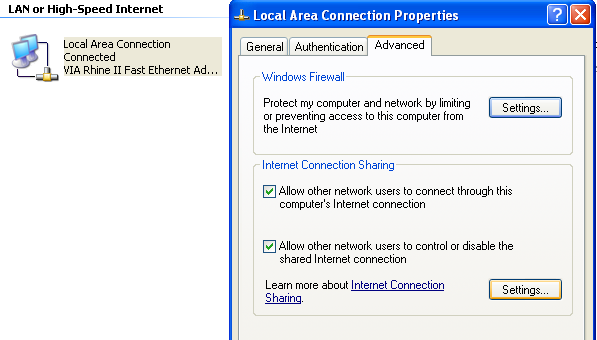 LAN or High-Speed Internet
Local Area Connection
Connected
VIA Rhine II Fast Ethernet Ad...
Local Area Connection Properties
General
Authentication
Advanced
Windows Firewall
Protect my computer and network by limiting
or preventing access to this computer from
the Internet
Settings...
Internet Connection Sharing
Allow other network users to connect through this
computer's Internet connection
Allow other network users to control or disable the
shared Internet connection
Learn more about Internet Connection
Sharing.
Settings...